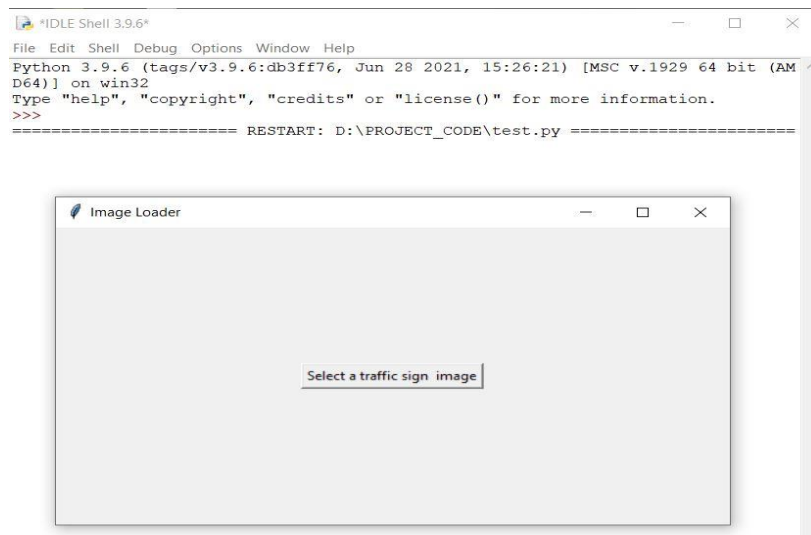 *IDLE Shell 3.9.6*
File Edit Shell Debug Options Window Help
Python 3.9.6 (tags/v3.9.6:db3ff76, Jun 28 2021, 15:26:21) [MSC v.1929 64 bit (AM
D64)] on win32
Type "help", "copyright", "credits" or "license()" for more information.
>>>
======================= RESTART: D:\PROJECT_CODE\test.py =======================
Image Loader
Select a traffic sign  image